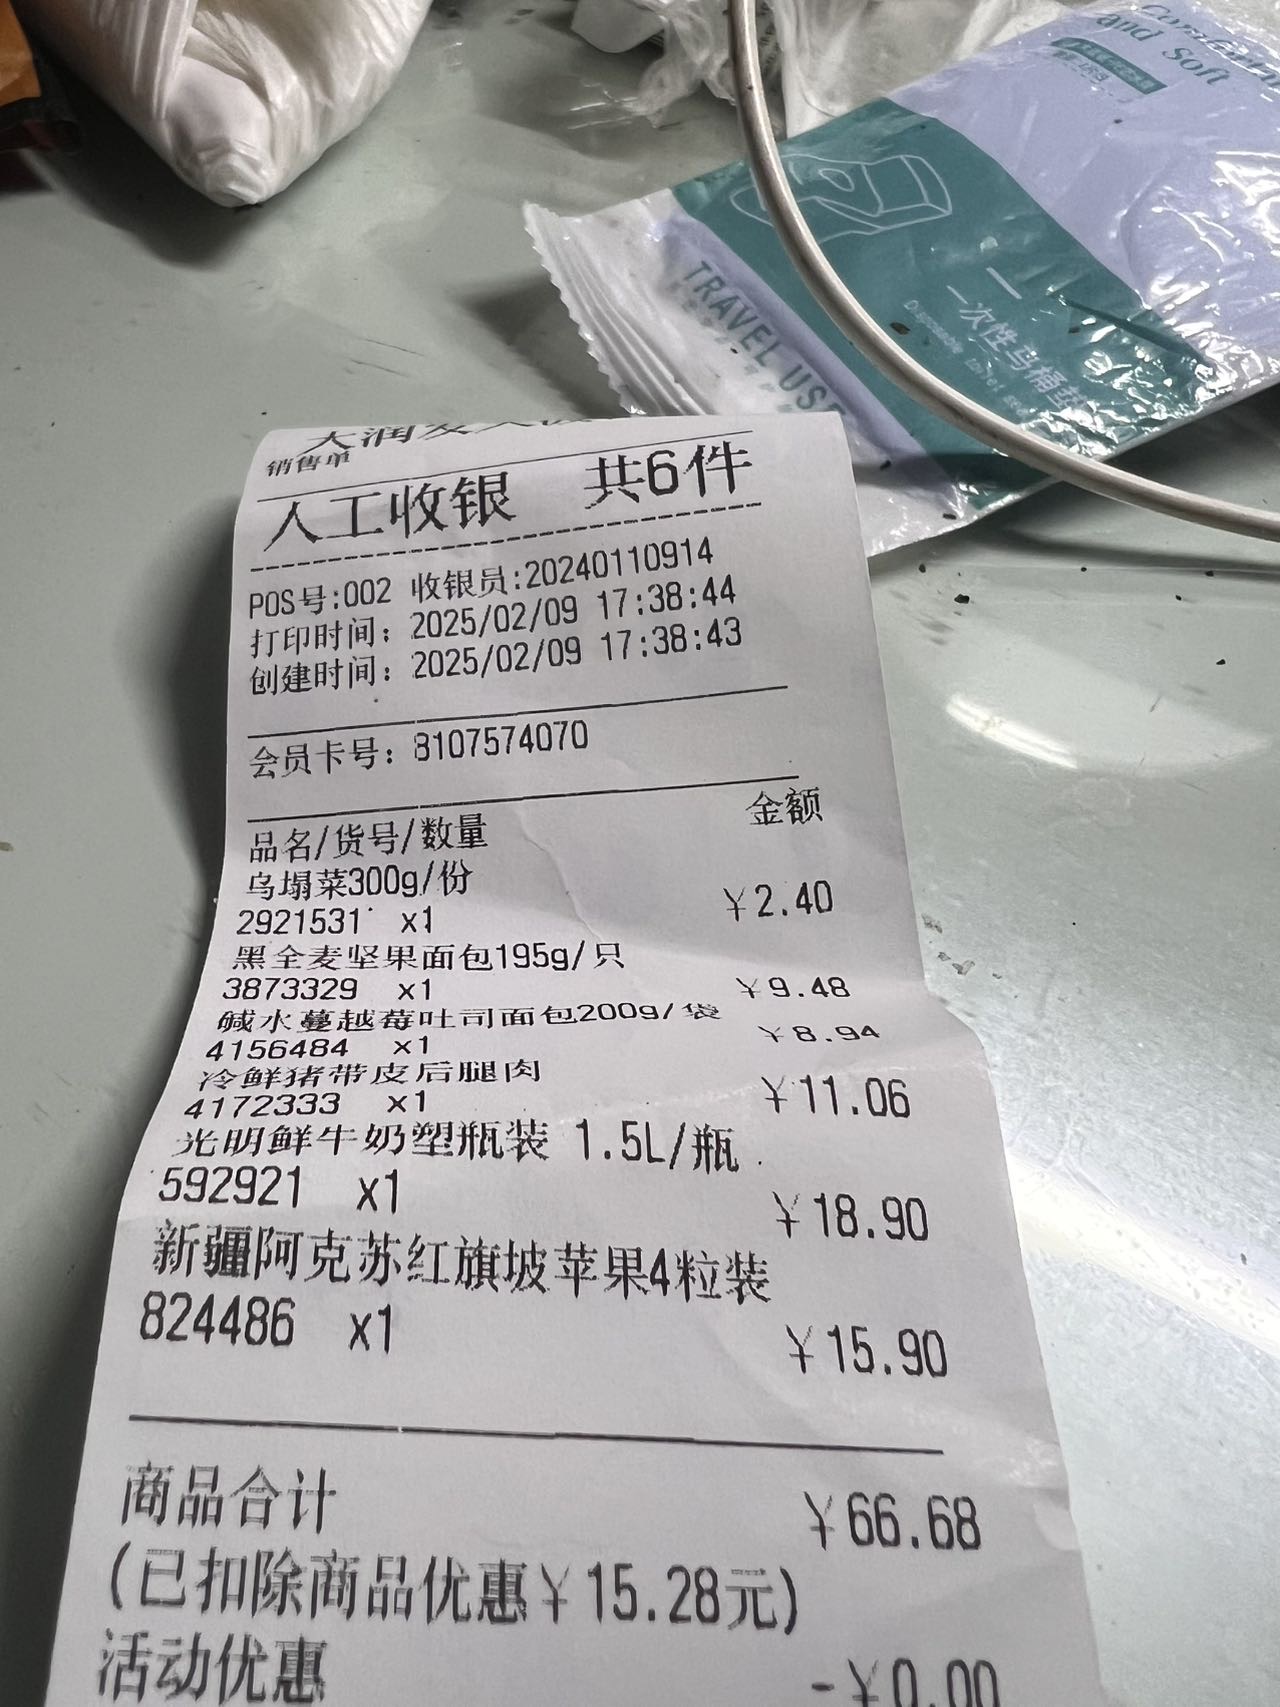 and Soft
TRAVEL USE
一次性马桶垫
大润发
销售单
人工收银 共6件
POS号:002 收银员:20240110914
打印时间: 2025/02/09 17:38:44
创建时间: 2025/02/09 17:38:43
会员卡号: 8107574070
品名/货号/数量 金额
乌塌菜300g/份
2921531 x1 ¥2.40
黑全麦坚果面包195g/只
3873329 x1 ¥9.48
碱水蔓越莓吐司面包200g/袋
4156484 x1 ¥8.94
冷鲜猪带皮后腿肉
4172333 x1 ¥11.06
光明鲜牛奶塑瓶装 1.5L/瓶
592921 x1 ¥18.90
新疆阿克苏红旗坡苹果4粒装
824486 x1 ¥15.90
商品合计 ¥66.68
(已扣除商品优惠¥15.28元)
活动优惠 -¥0.00